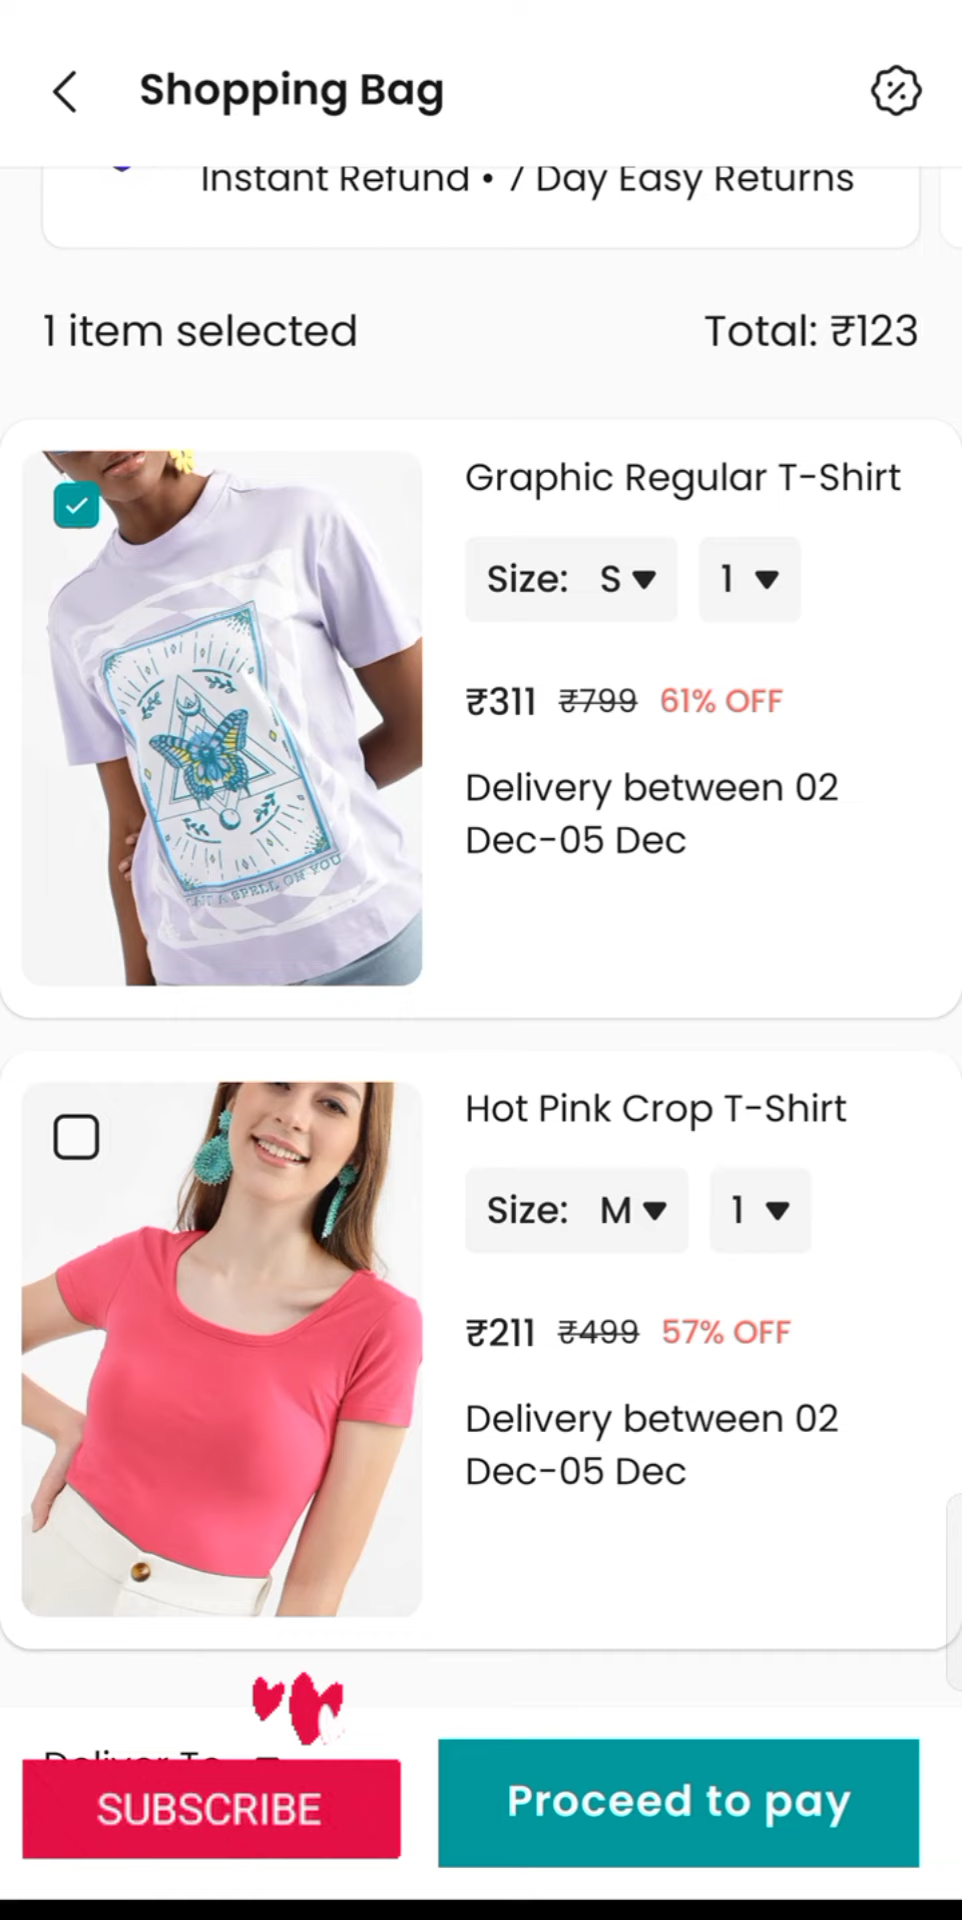 Shopping Bag
Instant Refund • 7 Day Easy Returns
1 item selected
Total: ₹123
Graphic Regular T-Shirt
Size: S 1
₹311 ₹799 61% OFF
Delivery between 02
Dec-05 Dec
Hot Pink Crop T-Shirt
Size: M 1
₹211 ₹499 57% OFF
Delivery between 02
Dec-05 Dec
Deliver To
SUBSCRIBE
Proceed to pay